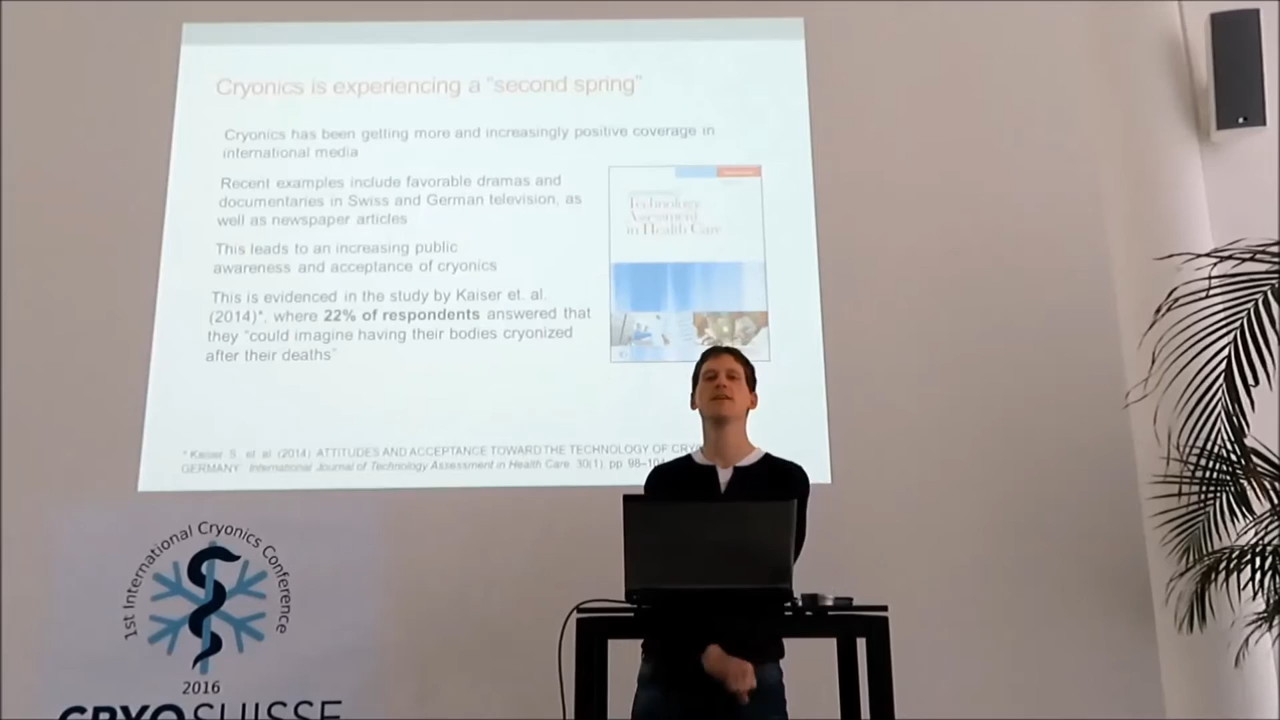 Cryonics is experiencing a "second spring"
Cryonics has been getting more and increasingly positive coverage in
international media
Recent examples include favorable dramas and
documentaries in Swiss and German television, as
well as newspaper articles
This leads to an increasing public
awareness and acceptance of cryonics
This is evidenced in the study by Kaiser et. al.
(2014)*, where 22% of respondents answered that
they "could imagine having their bodies cryonized
after their deaths"
Technology
Assessment
in Health Care
* Kaiser S. et. al. (2014) ATTITUDES AND ACCEPTANCE TOWARD THE TECHNOLOGY OF
GERMANY International Journal of Technology Assessment in Health Care, 30(1), pp 98–104
1st International Cryonics Conference
2016
CRYOSUISSE